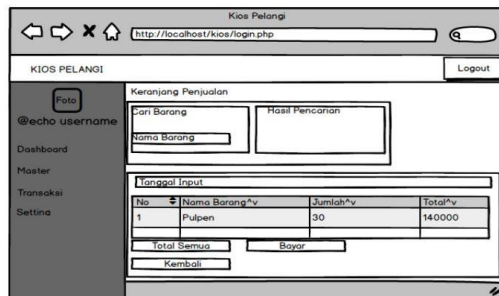 Kios Pelangi
http://localhost/kios/login.php
KIOS PELANGI
Logout
Foto
@echo username
Dashboard
Master
Transaksi
Setting
Keranjang Penjualan
Cari Barang
Hasil Pencarian
Nama Barang
Tanggal Input
No Nama Barang^v Jumlah^v Total^v
1 Pulpen 30 140000
Total Semua Bayar
Kembali